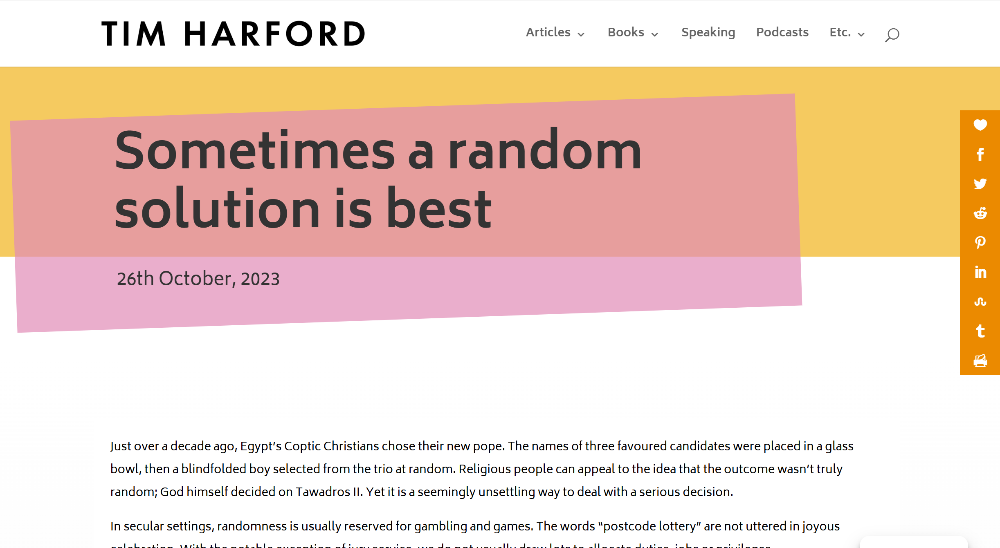 TIM HARFORD
Articles
Books
Speaking
Podcasts
Etc.
Sometimes a random
solution is best
26th October, 2023
Just over a decade ago, Egypt’s Coptic Christians chose their new pope. The names of three favoured candidates were placed in a glass
bowl, then a blindfolded boy selected from the trio at random. Religious people can appeal to the idea that the outcome wasn’t truly
random; God himself decided on Tawadros II. Yet it is a seemingly unsettling way to deal with a serious decision.
In secular settings, randomness is usually reserved for gambling and games. The words “postcode lottery” are not uttered in joyous
celebration. With the notable exception of jury service, we do not usually draw lots to allocate duties, jobs or privileges.